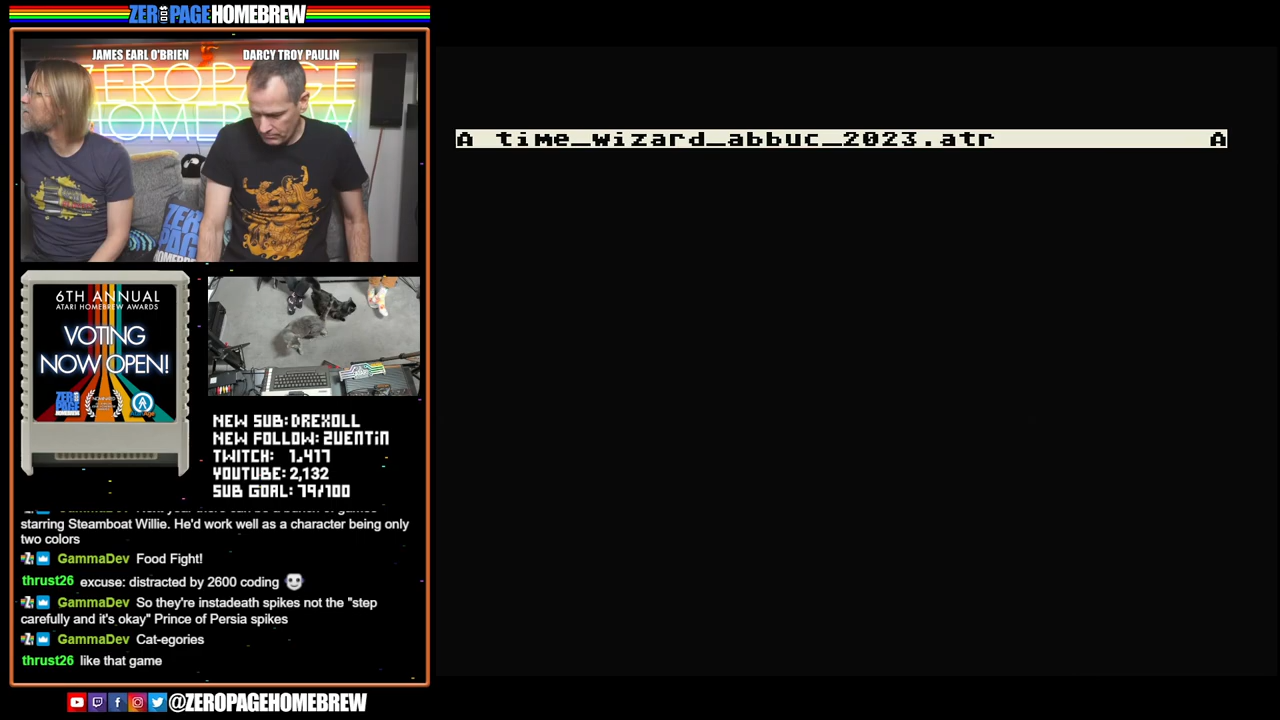 ZEROPAGE HOMEBREW
JAMES EARL O'BRIEN
DARCY TROY PAULIN
ZEROPAGE
HOMEBREW
A time_wizard_abbuc_2023.atr A
6TH ANNUAL
ATARI HOMEBREW AWARDS
VOTING
NOW OPEN!
NEW SUB: DREXOLL
NEW FOLLOW: ZUENTIN
TWITCH: 1,417
YOUTUBE: 2,132
SUB GOAL: 79/100
starring Steamboat Willie. He'd work well as a character being only
two colors
GammaDev Food Fight!
thrust26 excuse: distracted by 2600 coding
GammaDev So they're instadeath spikes not the "step
carefully and it's okay" Prince of Persia spikes
GammaDev Cat-egories
thrust26 like that game
@ZEROPAGEHOMEBREW